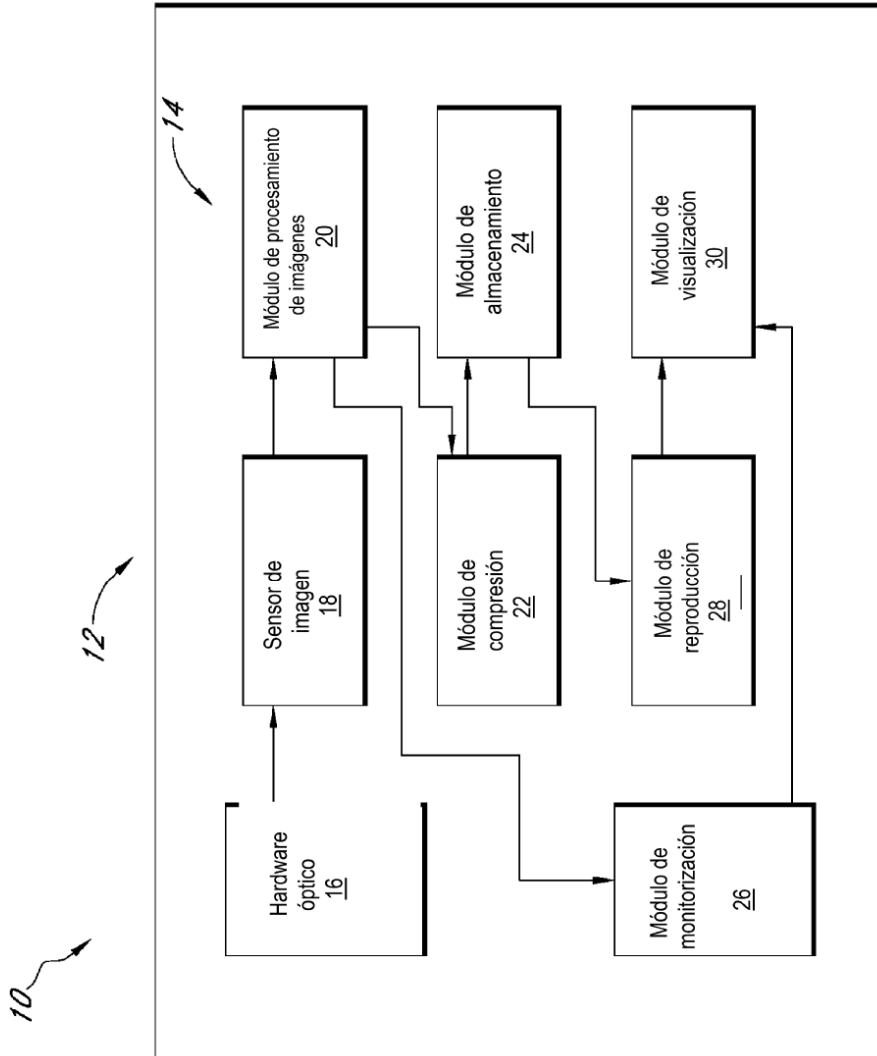 10
12
14
Hardware
óptico
16
Sensor de
imagen
18
Módulo de procesamiento
de imágenes
20
Módulo de
compresión
22
Módulo de
almacenamiento
24
Módulo de
monitorización
26
Módulo de
reproducción
28
Módulo de
visualización
30